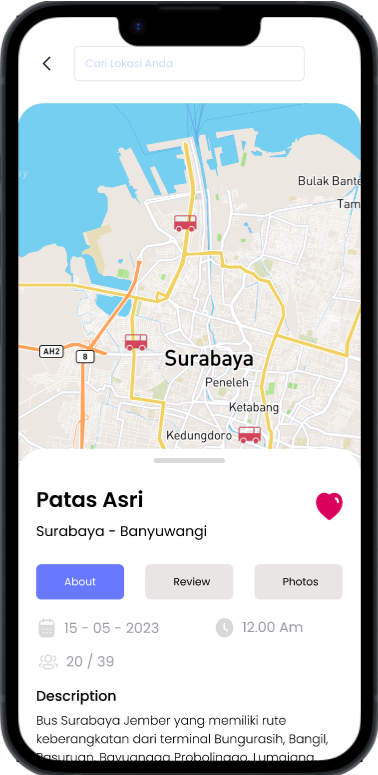 Cari Lokasi Anda
Bulak Bante
Tam
AH2
8
Surabaya
Peneleh
Ketabang
Kedungdoro
Patas Asri
Surabaya - Banyuwangi
About
Review
Photos
15 - 05 - 2023
12.00 Am
20 / 39
Description
Bus Surabaya Jember yang memiliki rute
keberangkatan dari terminal Bungurasih, Bangil,
Pasuruan, Bayuangga Probolinggo, Lumajang